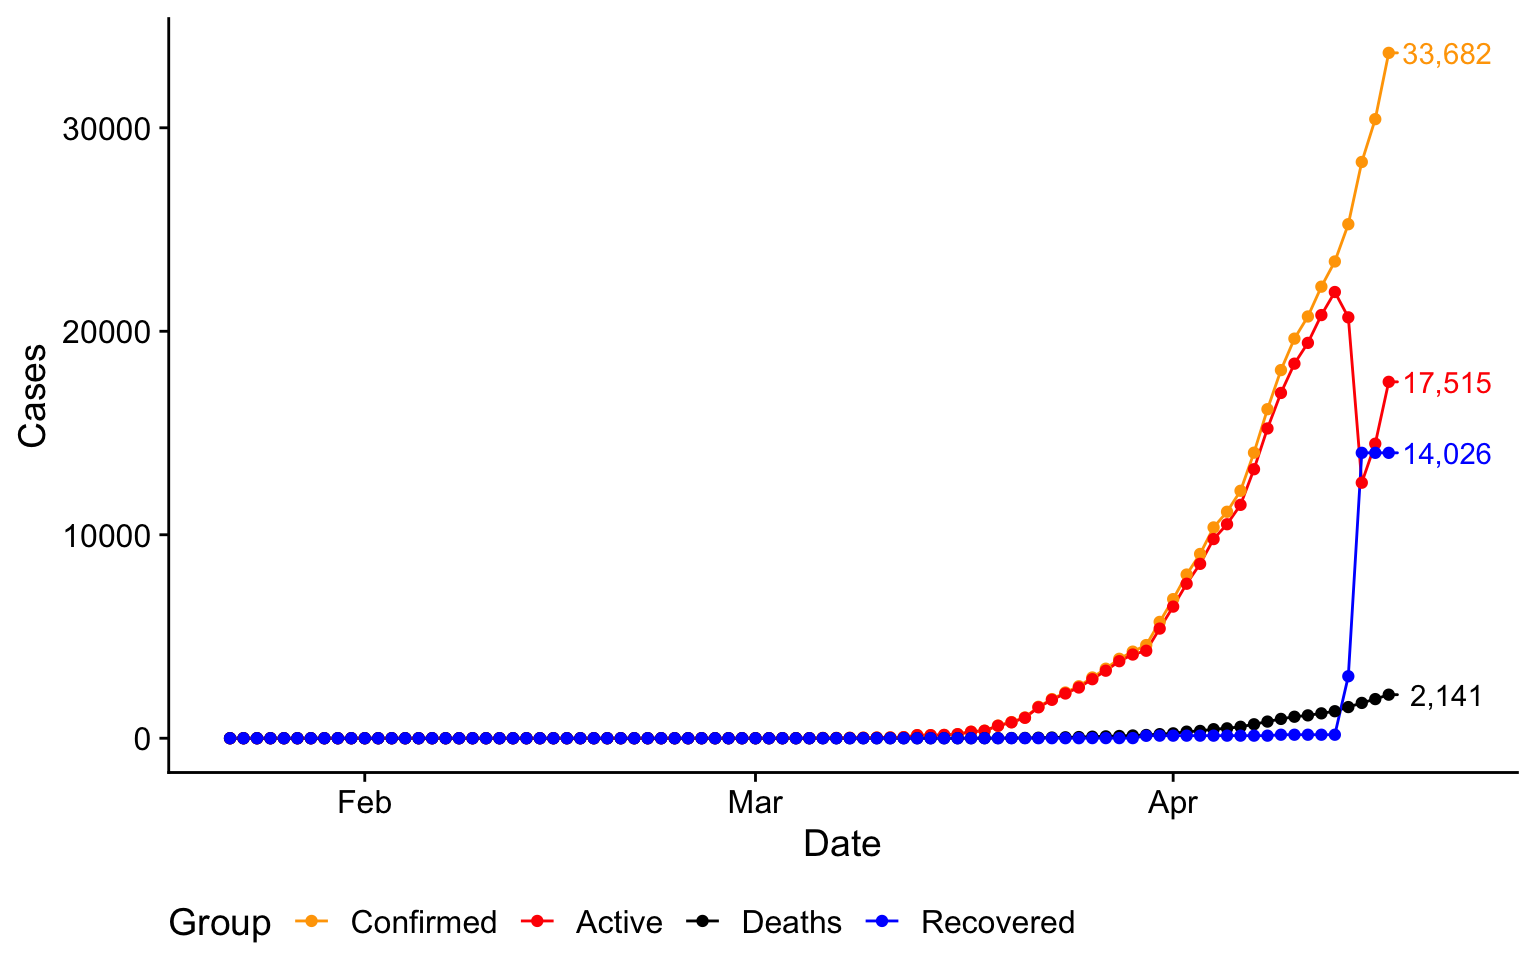 33,682
30000
20000
17,515
14,026
10000
2,141
0
Cases
Feb Mar Apr
Date
Group Confirmed Active Deaths Recovered